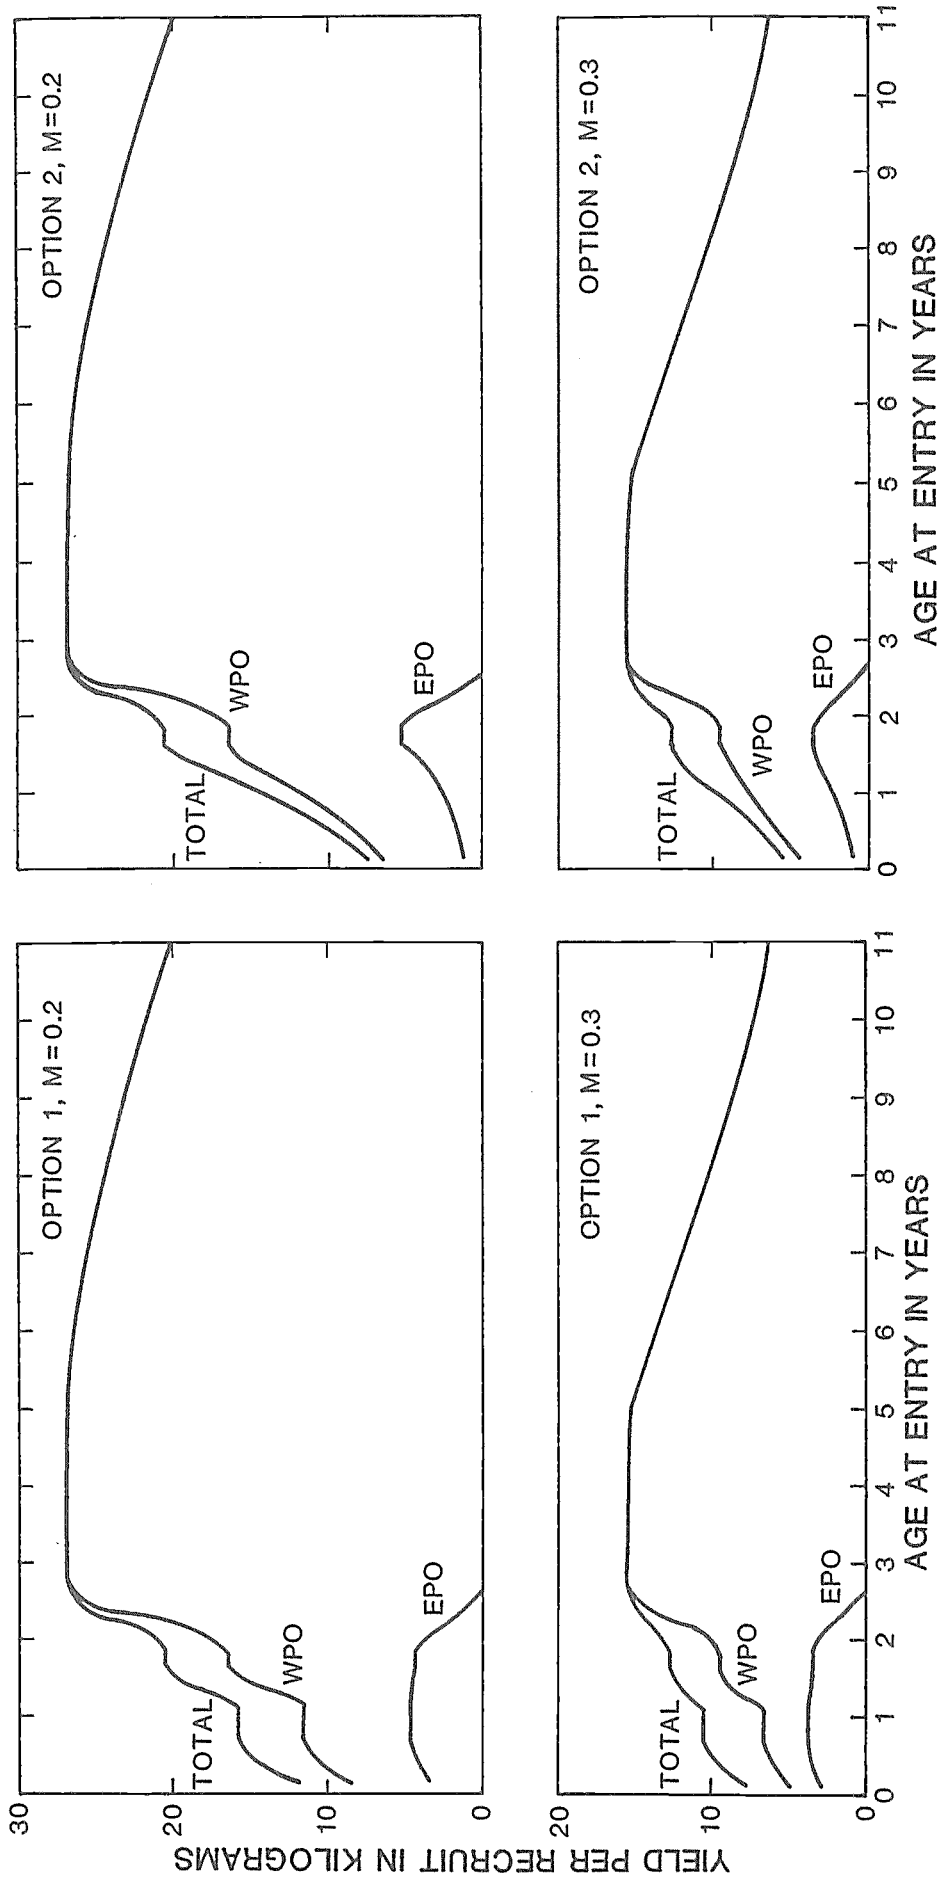 YIELD PER RECRUIT IN KILOGRAMS
OPTION 1, M=0.2
30
20
10
0
TOTAL
WPO
EPO
OPTION 2, M=0.2
TOTAL
WPO
EPO
OPTION 1, M=0.3
20
10
0
TOTAL
WPO
EPO
0 1 2 3 4 5 6 7 8 9 10 11
AGE AT ENTRY IN YEARS
OPTION 2, M=0.3
TOTAL
WPO
EPO
0 1 2 3 4 5 6 7 8 9 10 11
AGE AT ENTRY IN YEARS